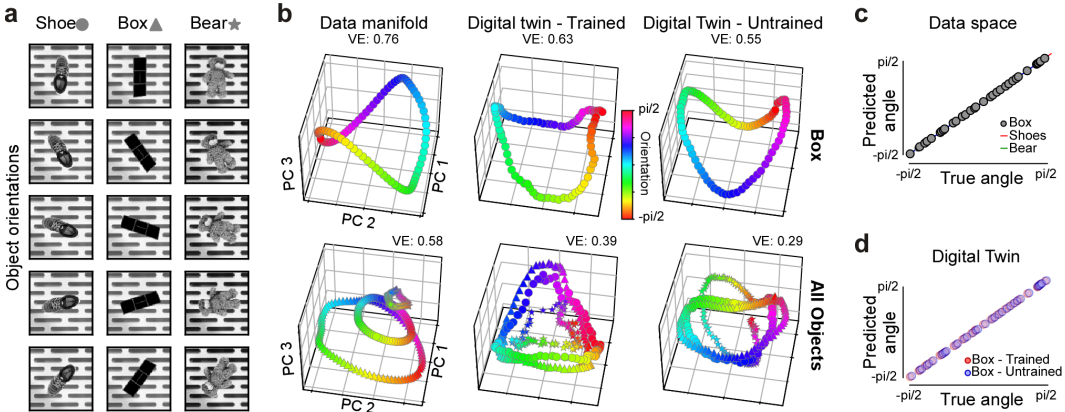 a
Shoe
Box
Bear
Object orientations
b
Data manifold
VE: 0.76
Digital twin - Trained
VE: 0.63
Digital Twin - Untrained
VE: 0.55
PC 3
PC 2
PC 1
pi/2
Orientation
-pi/2
Box
VE: 0.58
VE: 0.39
VE: 0.29
PC 3
PC 2
PC 1
All Objects
c
Data space
pi/2
Predicted
angle
-pi/2
Box
Shoes
Bear
-pi/2
True angle
pi/2
d
Digital Twin
pi/2
Predicted
angle
-pi/2
Box - Trained
Box - Untrained
-pi/2
True angle
pi/2